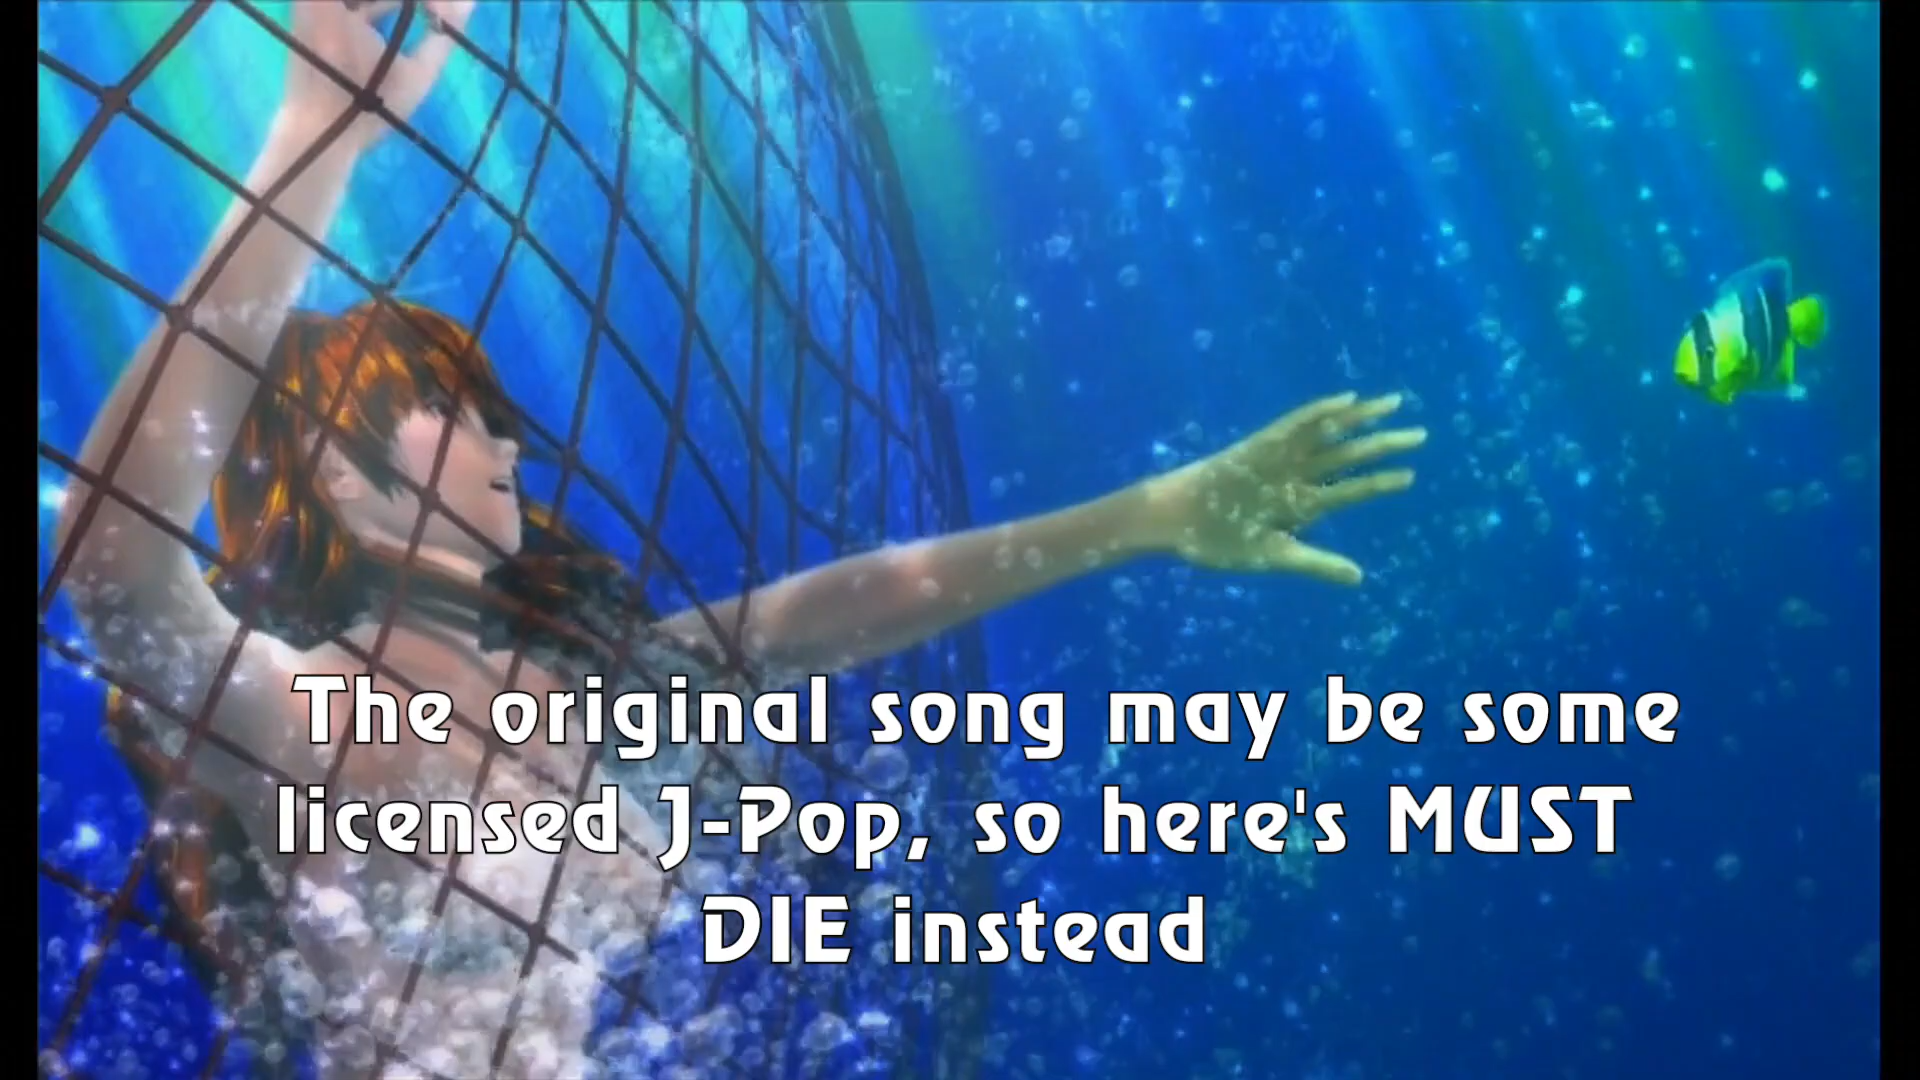 The original song may be some
licensed J-Pop, so here's MUST
DIE instead